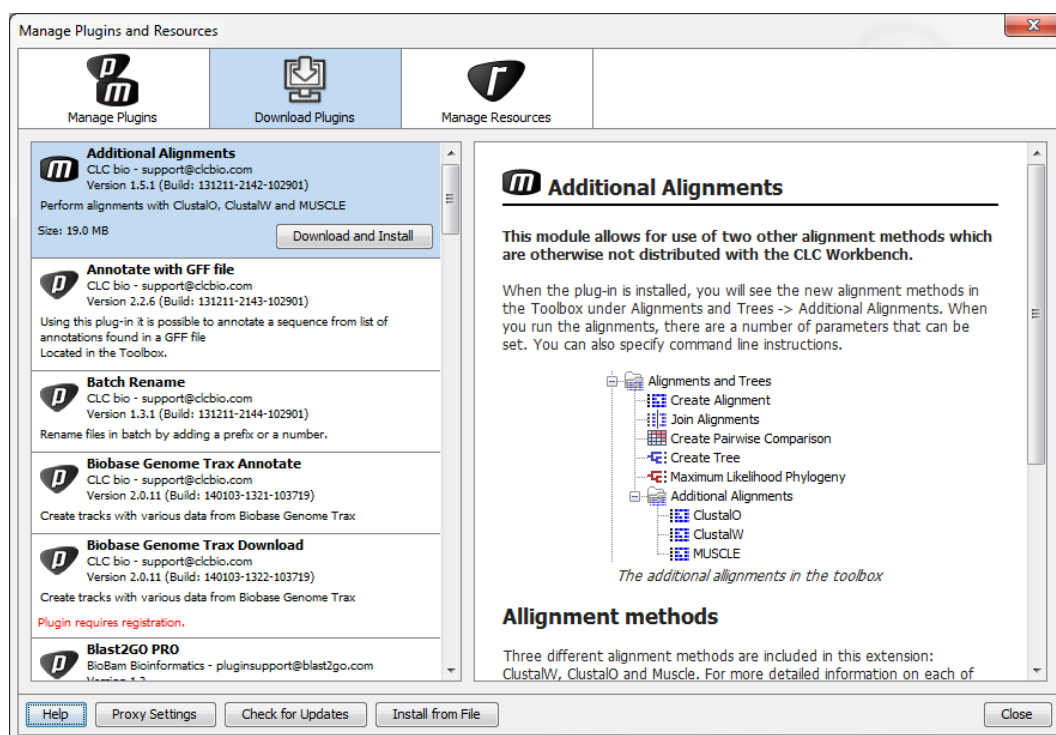 Manage Plugins and Resources
Manage Plugins
Download Plugins
Manage Resources
Additional Alignments
CLC bio - support@clcbio.com
Version 1.5.1 (Build: 131211-2142-102901)
Perform alignments with ClustalO, ClustalW and MUSCLE
Size: 19.0 MB
Download and Install
Annotate with GFF file
CLC bio - support@clcbio.com
Version 2.2.6 (Build: 131211-2143-102901)
Using this plug-in it is possible to annotate a sequence from list of
annotations found in a GFF file
Located in the Toolbox.
Batch Rename
CLC bio - support@clcbio.com
Version 1.3.1 (Build: 131211-2144-102901)
Rename files in batch by adding a prefix or a number.
Biobase Genome Trax Annotate
CLC bio - support@clcbio.com
Version 2.0.11 (Build: 140103-1321-103719)
Create tracks with various data from Biobase Genome Trax
Biobase Genome Trax Download
CLC bio - support@clcbio.com
Version 2.0.11 (Build: 140103-1322-103719)
Create tracks with various data from Biobase Genome Trax
Plugin requires registration.
Blast2GO PRO
BioBam Bioinformatics - pluginsupport@blast2go.com
Additional Alignments
This module allows for use of two other alignment methods which
are otherwise not distributed with the CLC Workbench.
When the plug-in is installed, you will see the new alignment methods in
the Toolbox under Alignments and Trees -> Additional Alignments. When
you run the alignments, there are a number of parameters that can be
set. You can also specify command line instructions.
Alignments and Trees
Create Alignment
Join Alignments
Create Pairwise Comparison
Create Tree
Maximum Likelihood Phylogeny
Additional Alignments
ClustalO
ClustalW
MUSCLE
The additional allignments in the toolbox
Allignment methods
Three different alignment methods are included in this extension:
ClustalW, ClustalO and Muscle. For more detailed information on each of
Help
Proxy Settings
Check for Updates
Install from File
Close